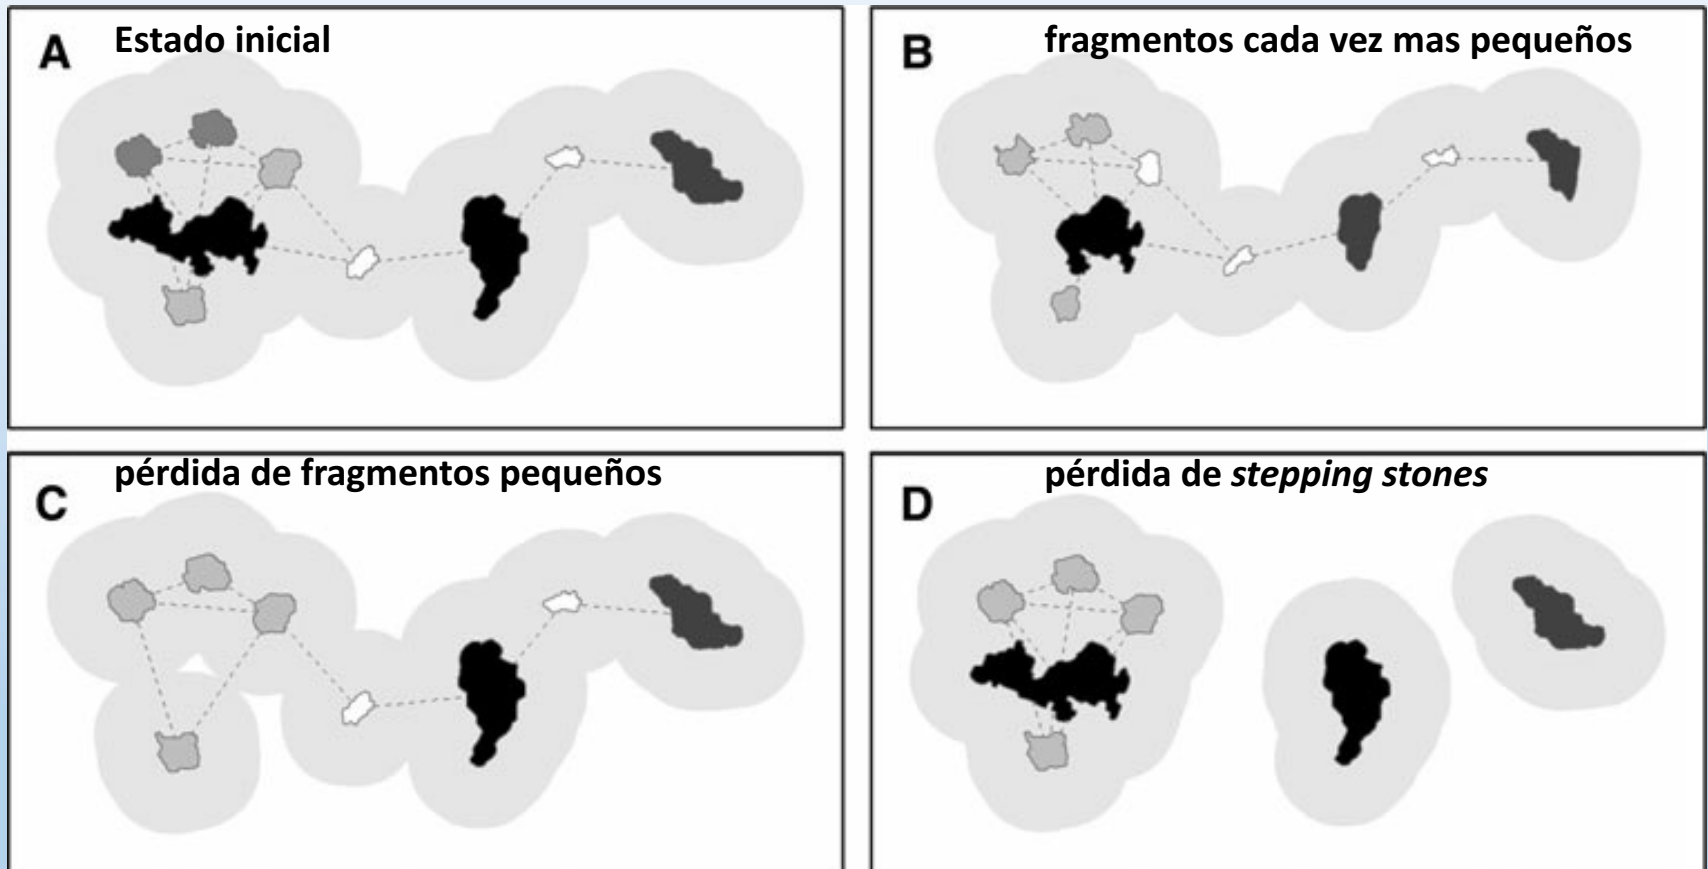 A Estado inicial
B fragmentos cada vez mas pequeños
C pérdida de fragmentos pequeños
D pérdida de stepping stones